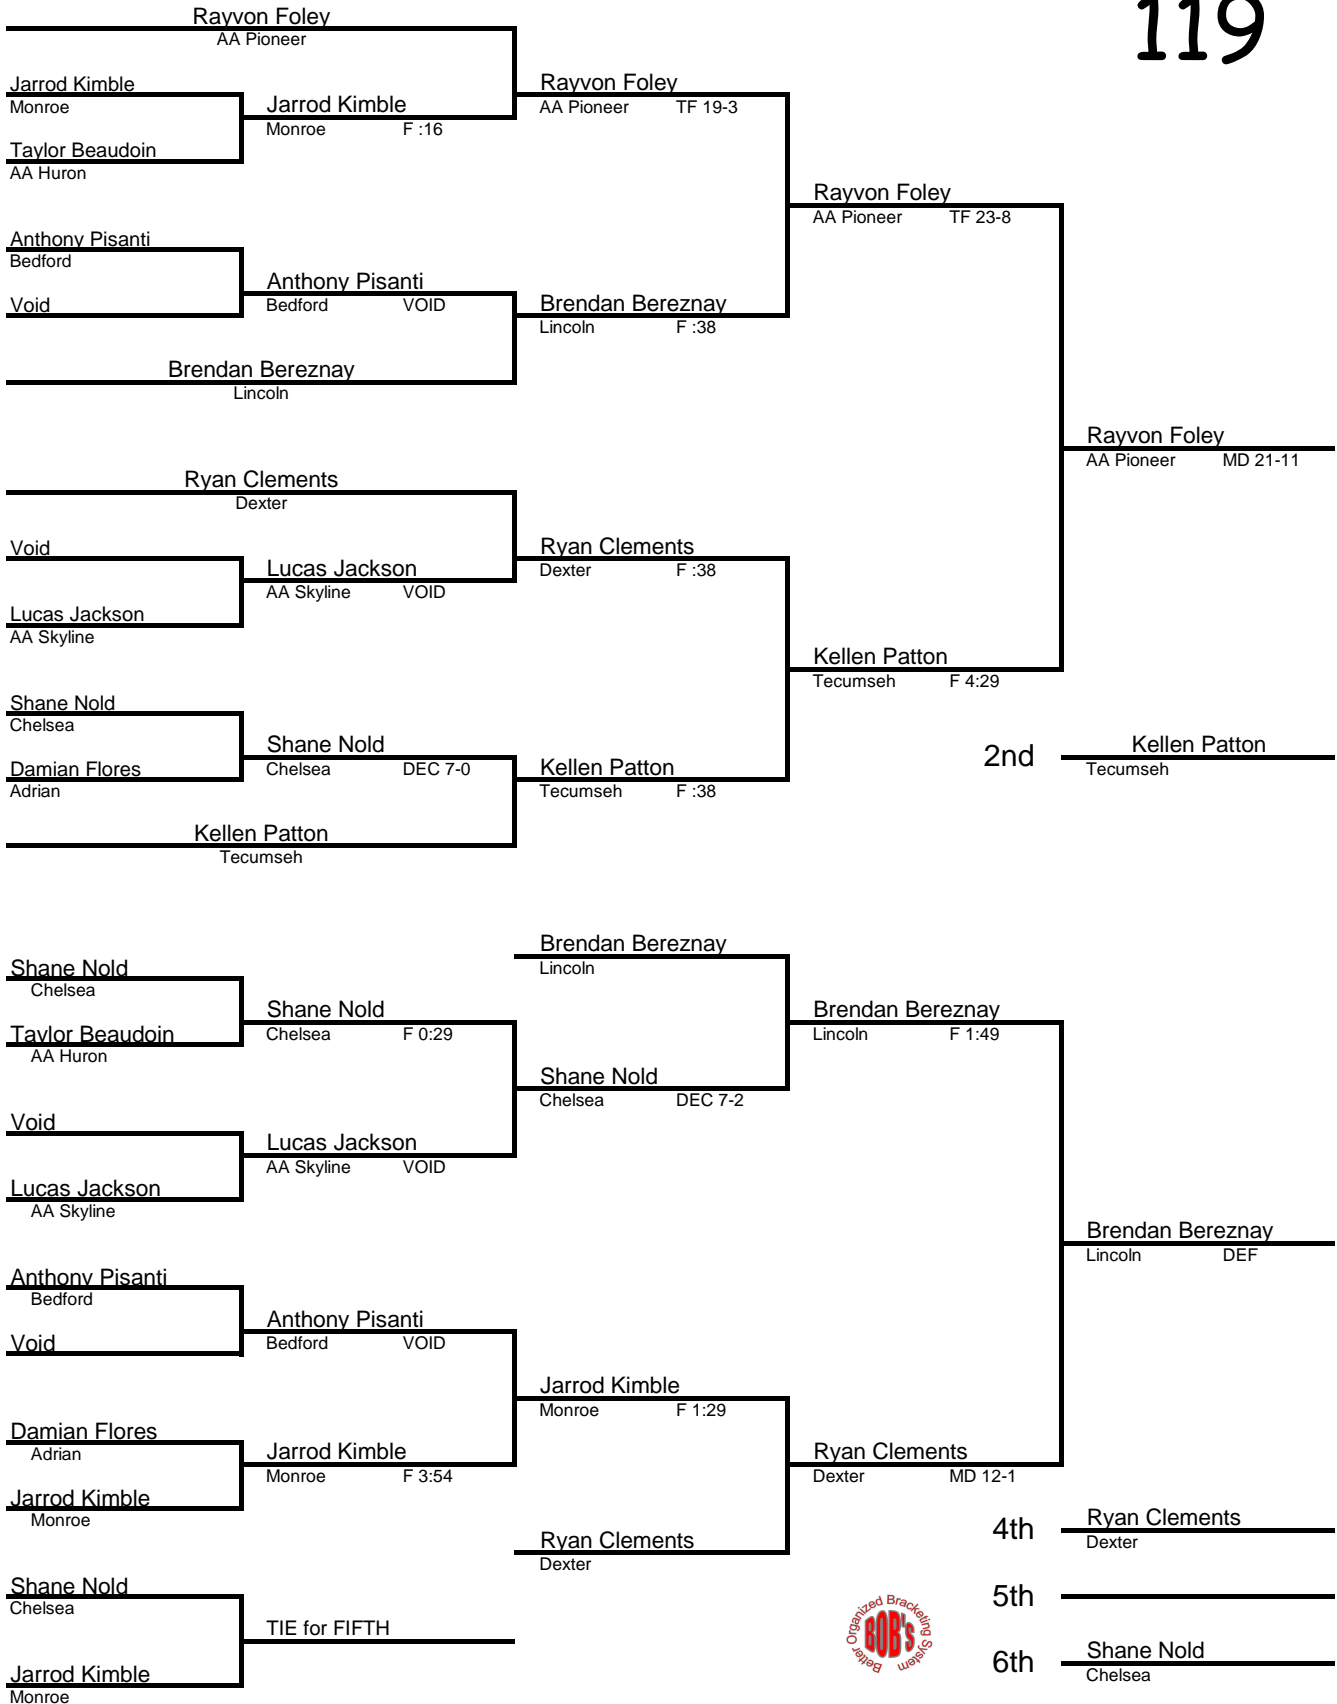 119
Rayvon Foley
AA Pioneer
Jarrod Kimble
Monroe
Jarrod Kimble
Monroe F :16
Taylor Beaudoin
AA Huron
Rayvon Foley
AA Pioneer TF 19-3
Anthony Pisanti
Bedford
Anthony Pisanti
Bedford VOID
Void
Brendan Bereznay
Lincoln F :38
Brendan Bereznay
Lincoln
Rayvon Foley
AA Pioneer TF 23-8
Ryan Clements
Dexter
Void
Lucas Jackson
AA Skyline VOID
Lucas Jackson
AA Skyline
Ryan Clements
Dexter F :38
Shane Nold
Chelsea
Shane Nold
Chelsea DEC 7-0
Damian Flores
Adrian
Kellen Patton
Tecumseh F :38
Kellen Patton
Tecumseh
Kellen Patton
Tecumseh F 4:29
Rayvon Foley
AA Pioneer MD 21-11
2nd Kellen Patton
Tecumseh
Brendan Bereznay
Lincoln
Shane Nold
Chelsea
Shane Nold
Chelsea F 0:29
Taylor Beaudoin
AA Huron
Shane Nold
Chelsea DEC 7-2
Void
Lucas Jackson
AA Skyline VOID
Lucas Jackson
AA Skyline
Brendan Bereznay
Lincoln F 1:49
Anthony Pisanti
Bedford
Anthony Pisanti
Bedford VOID
Void
Jarrod Kimble
Monroe F 1:29
Damian Flores
Adrian
Jarrod Kimble
Monroe F 3:54
Jarrod Kimble
Monroe
Ryan Clements
Dexter MD 12-1
Ryan Clements
Dexter
Brendan Bereznay
Lincoln DEF
4th Ryan Clements
Dexter
Shane Nold
Chelsea
TIE for FIFTH
Jarrod Kimble
Monroe
5th
6th Shane Nold
Chelsea
Better Organized Bracketing System
BOB'S